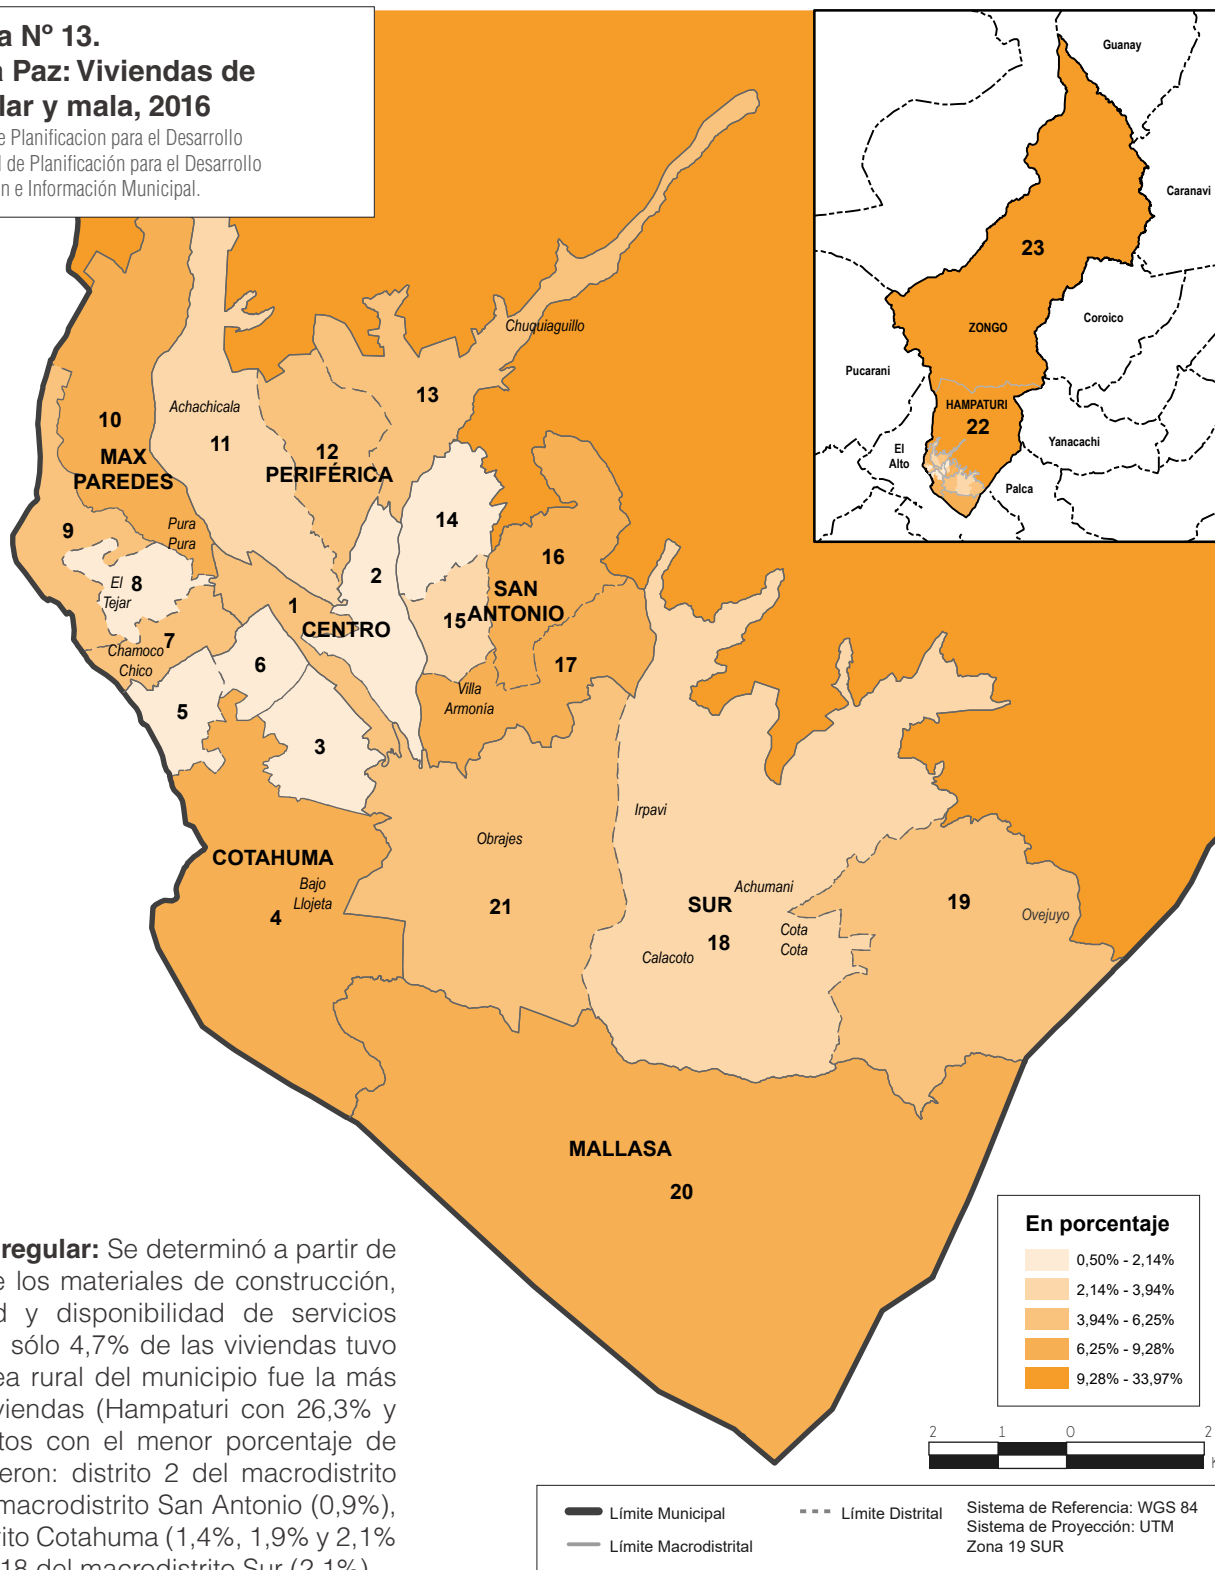 a Nº 13.
a Paz: Viviendas de
lar y mala, 2016
e Planificacion para el Desarrollo
l de Planificación para el Desarrollo
n e Información Municipal.
Guanay
Caranavi
23
ZONGO
Coroico
Pucarani
HAMPATURI
22
Yanacachi
El
Alto
Palca
Chuquiaguillo
13
10
Achachicala
11
12
MAX
PAREDES
PERIFÉRICA
9
Pura
Pura
14
16
El
Tejar
8
2
SAN
ANTONIO
1
CENTRO
15
7
Chamoco
Chico
6
17
5
Villa
Armonía
3
Irpavi
Obrajes
COTAHUMA
Bajo
Llojeta
4
21
Achumani
SUR
18
Cota
Cota
Calacoto
19
Ovejuyo
MALLASA
20
regular: Se determinó a partir de
e los materiales de construcción,
d y disponibilidad de servicios
sólo 4,7% de las viviendas tuvo
ea rural del municipio fue la más
viendas (Hampaturi con 26,3% y
tos con el menor porcentaje de
eron: distrito 2 del macrodistrito
macrodistrito San Antonio (0,9%),
ito Cotahuma (1,4%, 1,9% y 2,1%
18 del macrodistrito Sur (2,1%)
En porcentaje
0,50% - 2,14%
2,14% - 3,94%
3,94% - 6,25%
6,25% - 9,28%
9,28% - 33,97%
2 1 0 2
K
Límite Municipal
Límite Distrital
Límite Macrodistrital
Sistema de Referencia: WGS 84
Sistema de Proyección: UTM
Zona 19 SUR